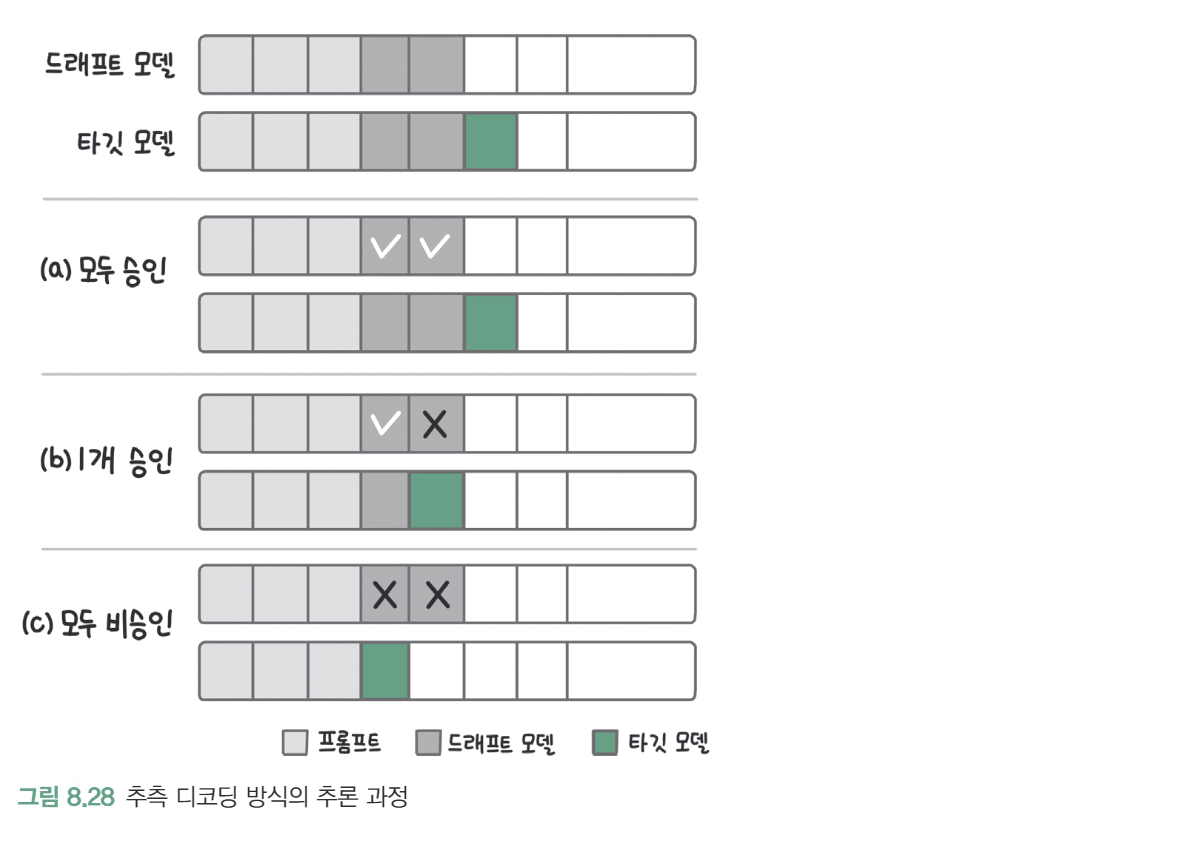 드래프트 모델
타깃 모델
(a) 모두 승인
(b) 1개 승인
(c) 모두 비승인
프롬프트 드래프트 모델 타깃 모델
그림 8.28 추측 디코딩 방식의 추론 과정